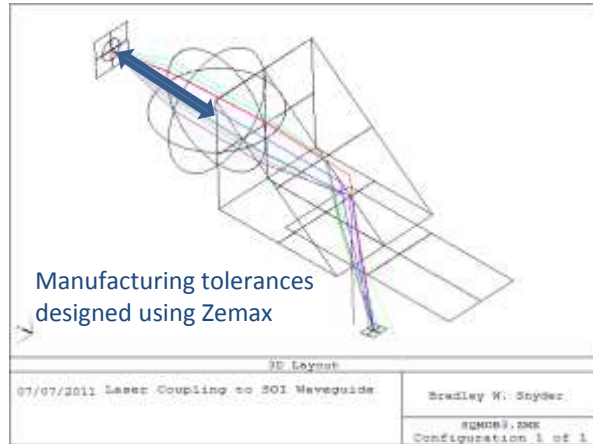 Manufacturing tolerances
designed using Zemax
3D Layout
07/07/2011 Laser Coupling to SOI Waveguide
Bradley W. Snyder
Configuration 1 of 1